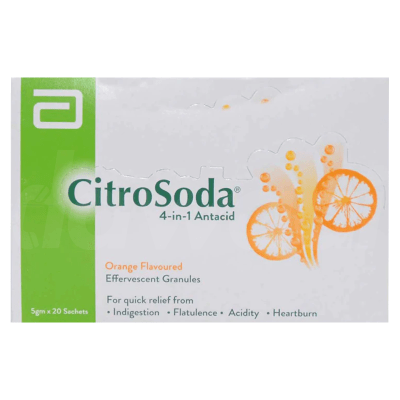 CitroSoda®
4-in-1 Antacid
Orange Flavoured
Effervescent Granules
For quick relief from
• Indigestion • Flatulence • Acidity • Heartburn
5gm x 20 Sachets